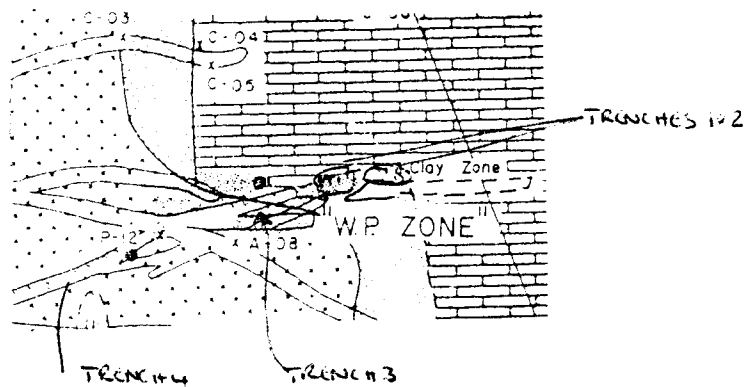 C-03
C-04
C-05
TRENCHES 1+2
Clay Zone
"W.P. ZONE"
P-12
A-08
TRENCH 4
TRENCH 3